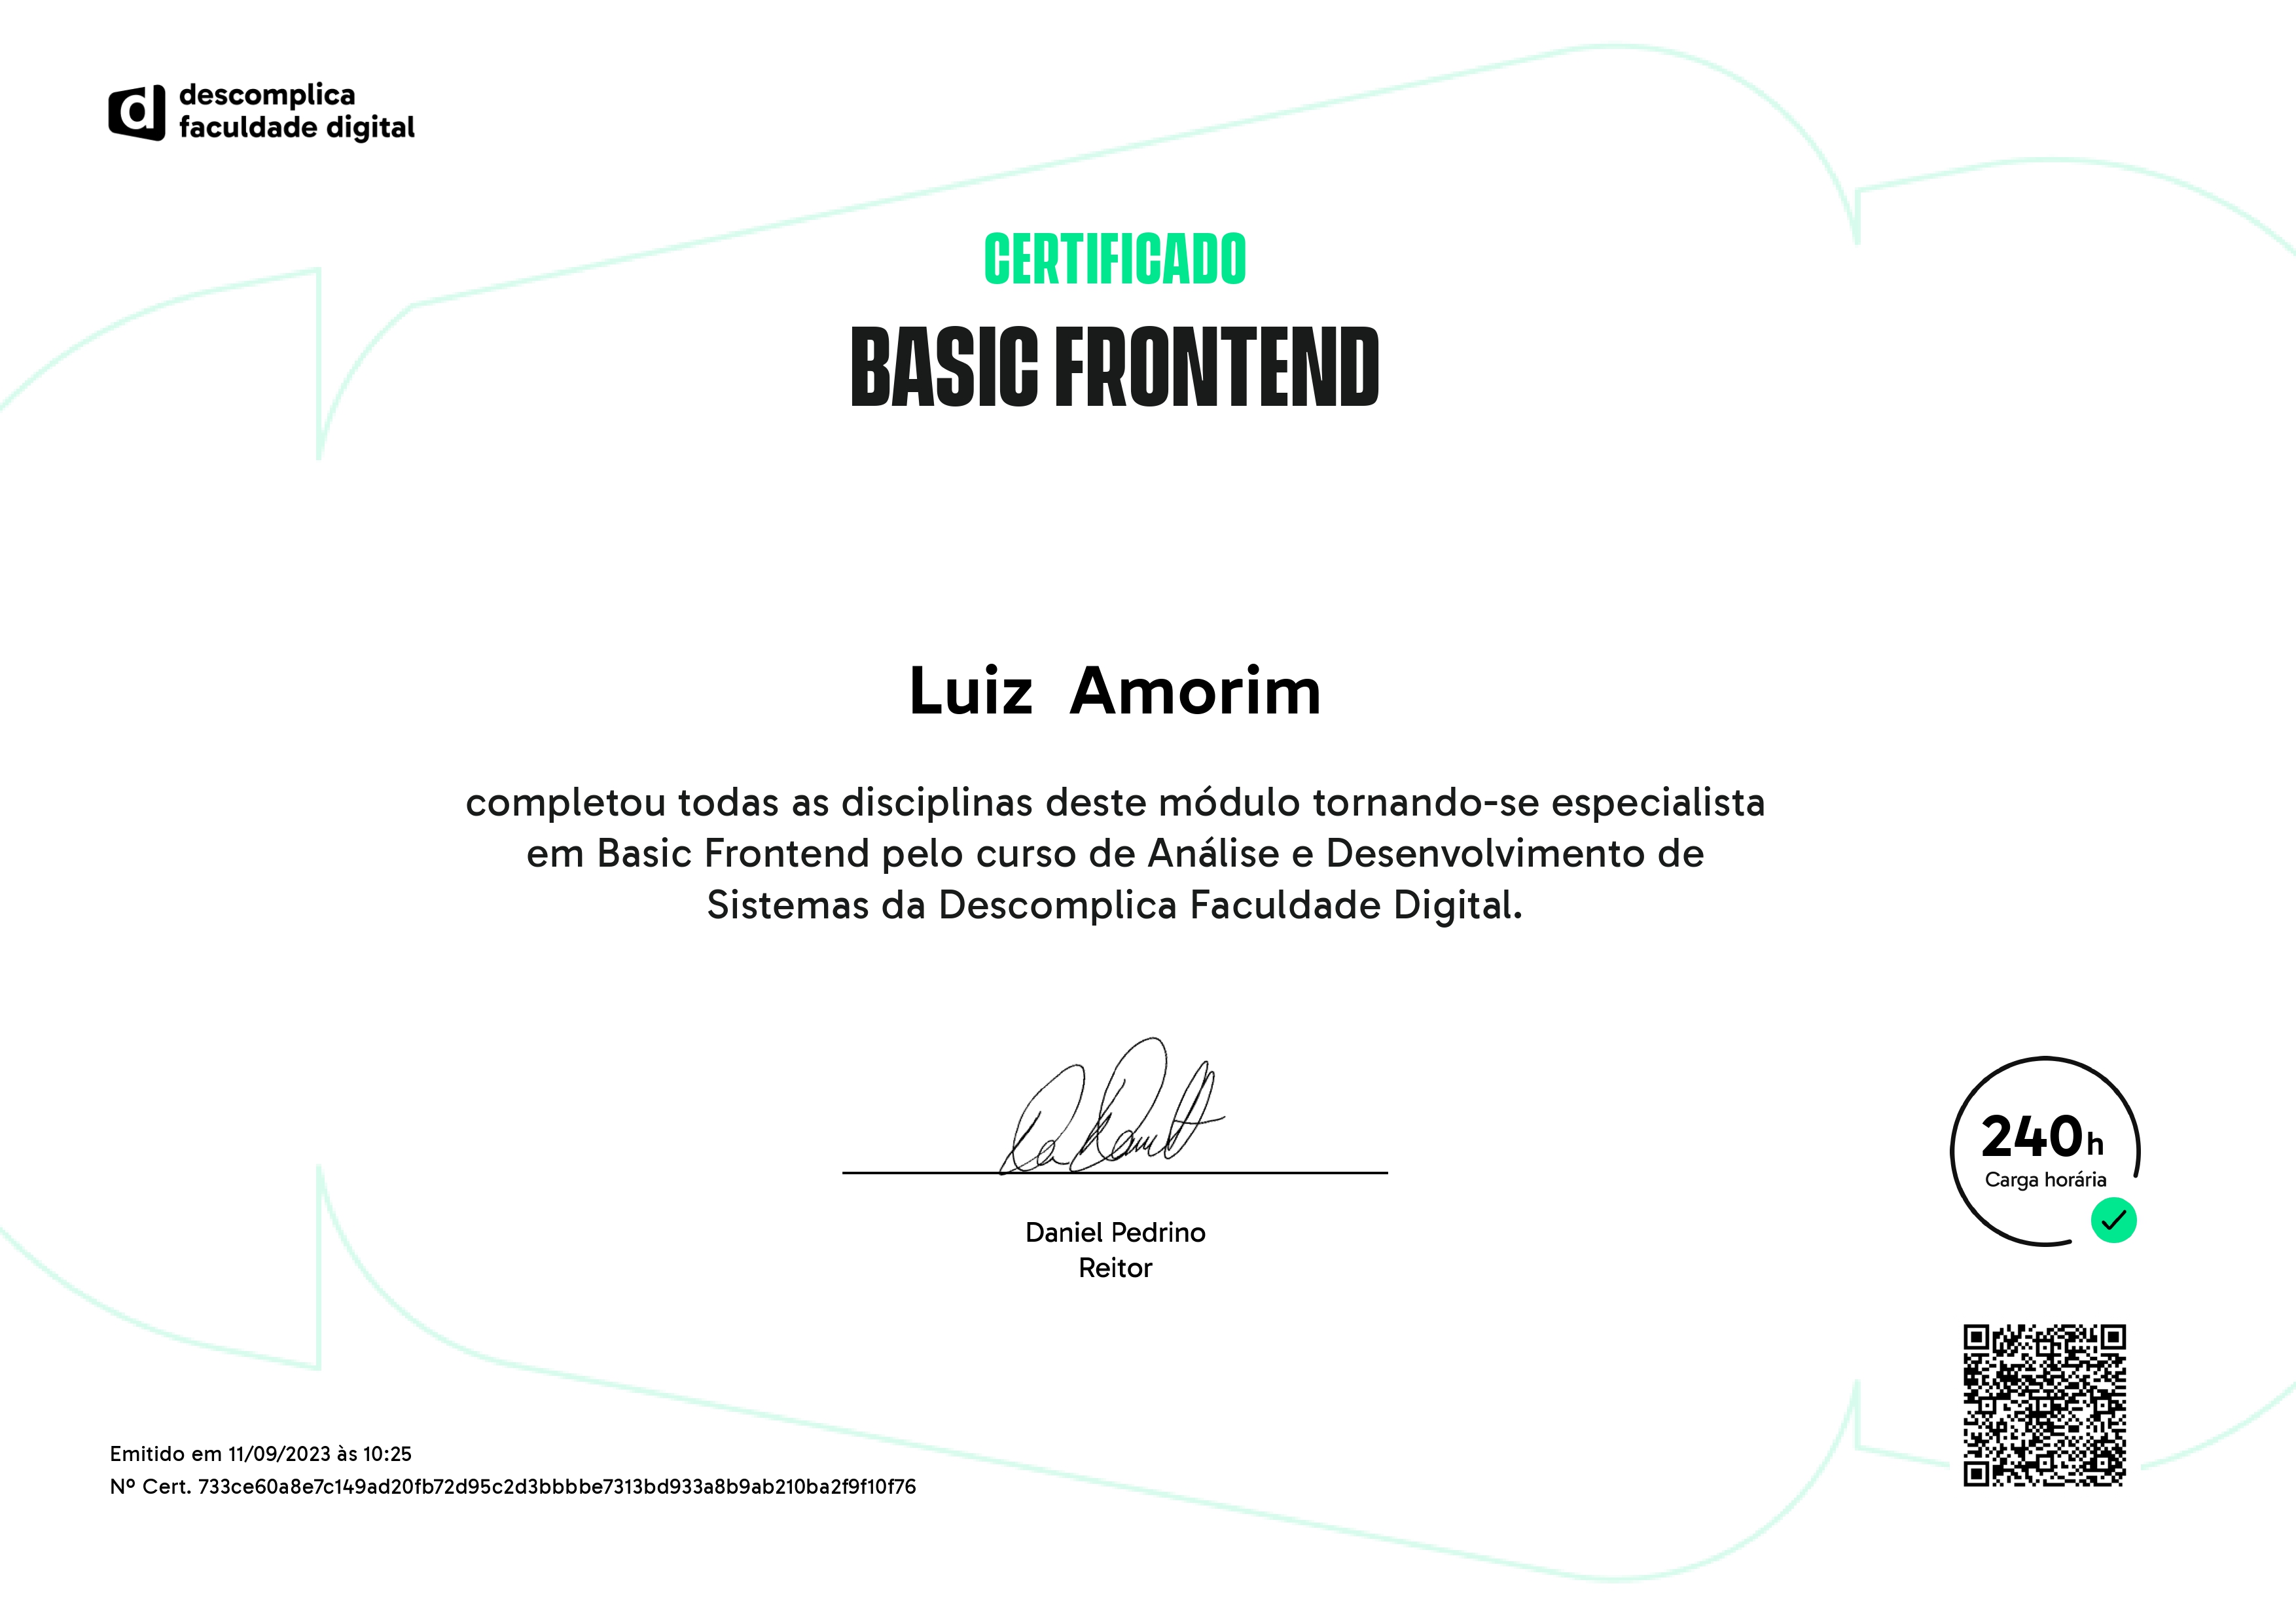 descomplica
faculdade digital
CERTIFICADO
BASIC FRONTEND
Luiz Amorim
completou todas as disciplinas deste módulo tornando-se especialista
em Basic Frontend pelo curso de Análise e Desenvolvimento de
Sistemas da Descomplica Faculdade Digital.
Daniel Pedrino
Reitor
240h
Carga horária
Emitido em 11/09/2023 às 10:25
Nº Cert. 733ce60a8e7c149ad20fb72d95c2d3bbbbe7313bd933a8b9ab210ba2f9f10f76